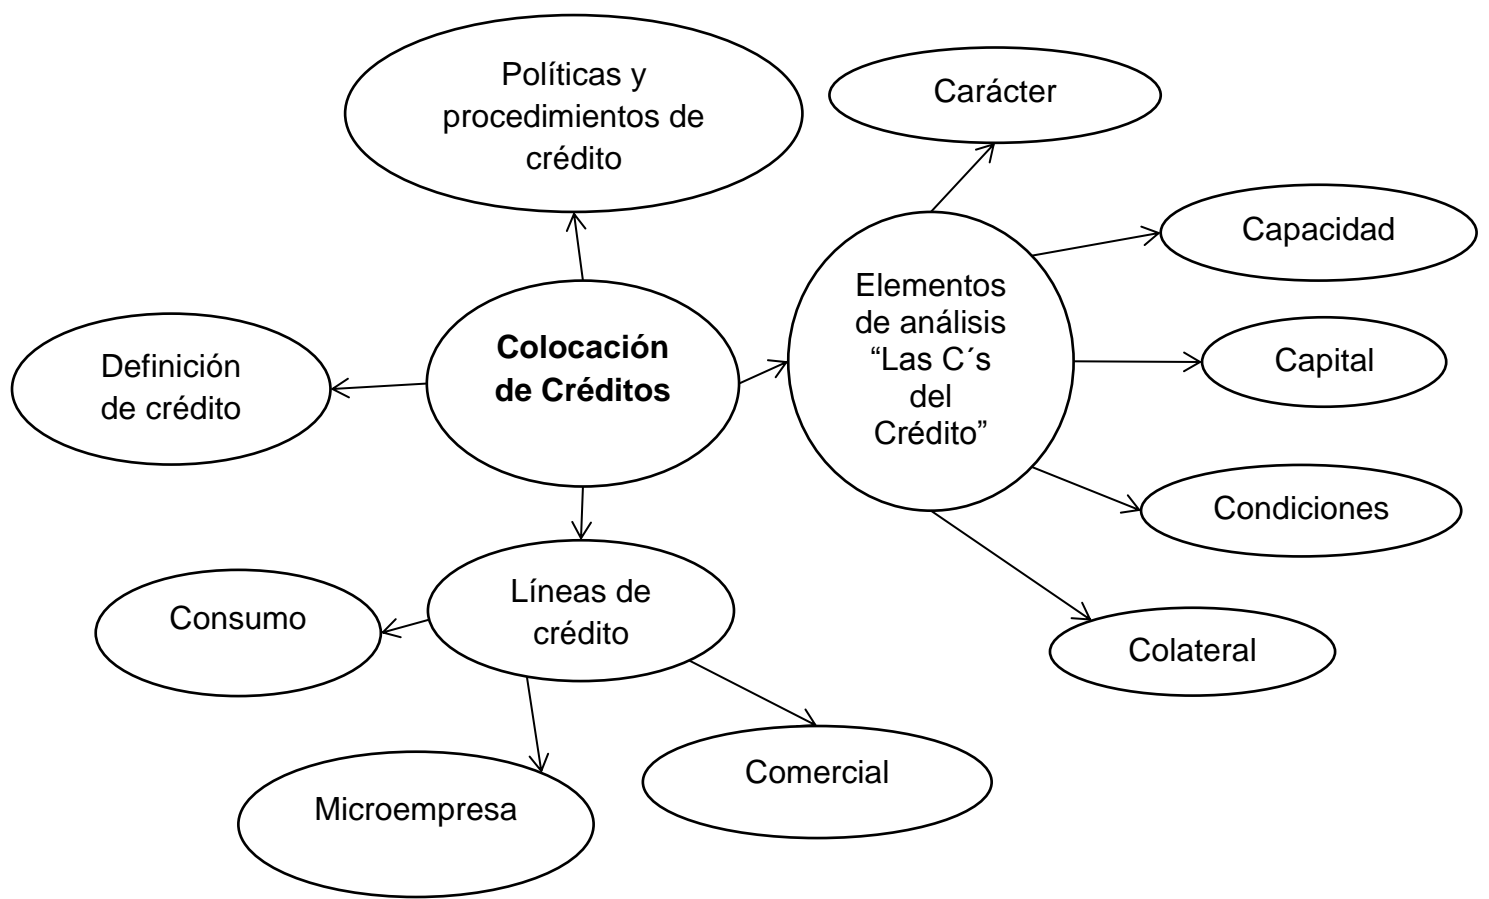 Políticas y
procedimientos de
crédito
Carácter
Capacidad
Elementos
de análisis
“Las C´s
del
Crédito”
Colocación
de Créditos
Definición
de crédito
Capital
Condiciones
Líneas de
crédito
Consumo
Colateral
Comercial
Microempresa